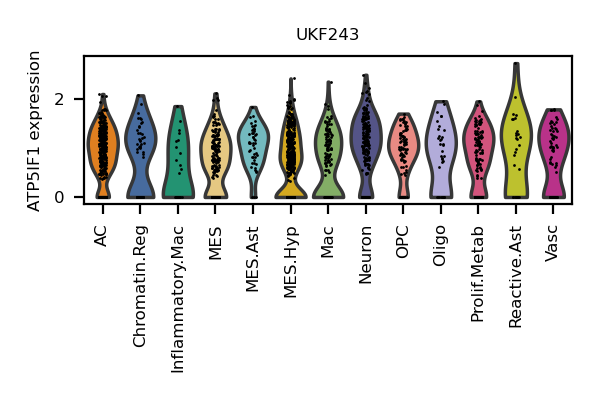 UKF243
ATP5IF1 expression
2
0
AC
Chromatin.Reg
Inflammatory.Mac
MES
MES.Ast
MES.Hyp
Mac
Neuron
OPC
Oligo
Prolif.Metab
Reactive.Ast
Vasc